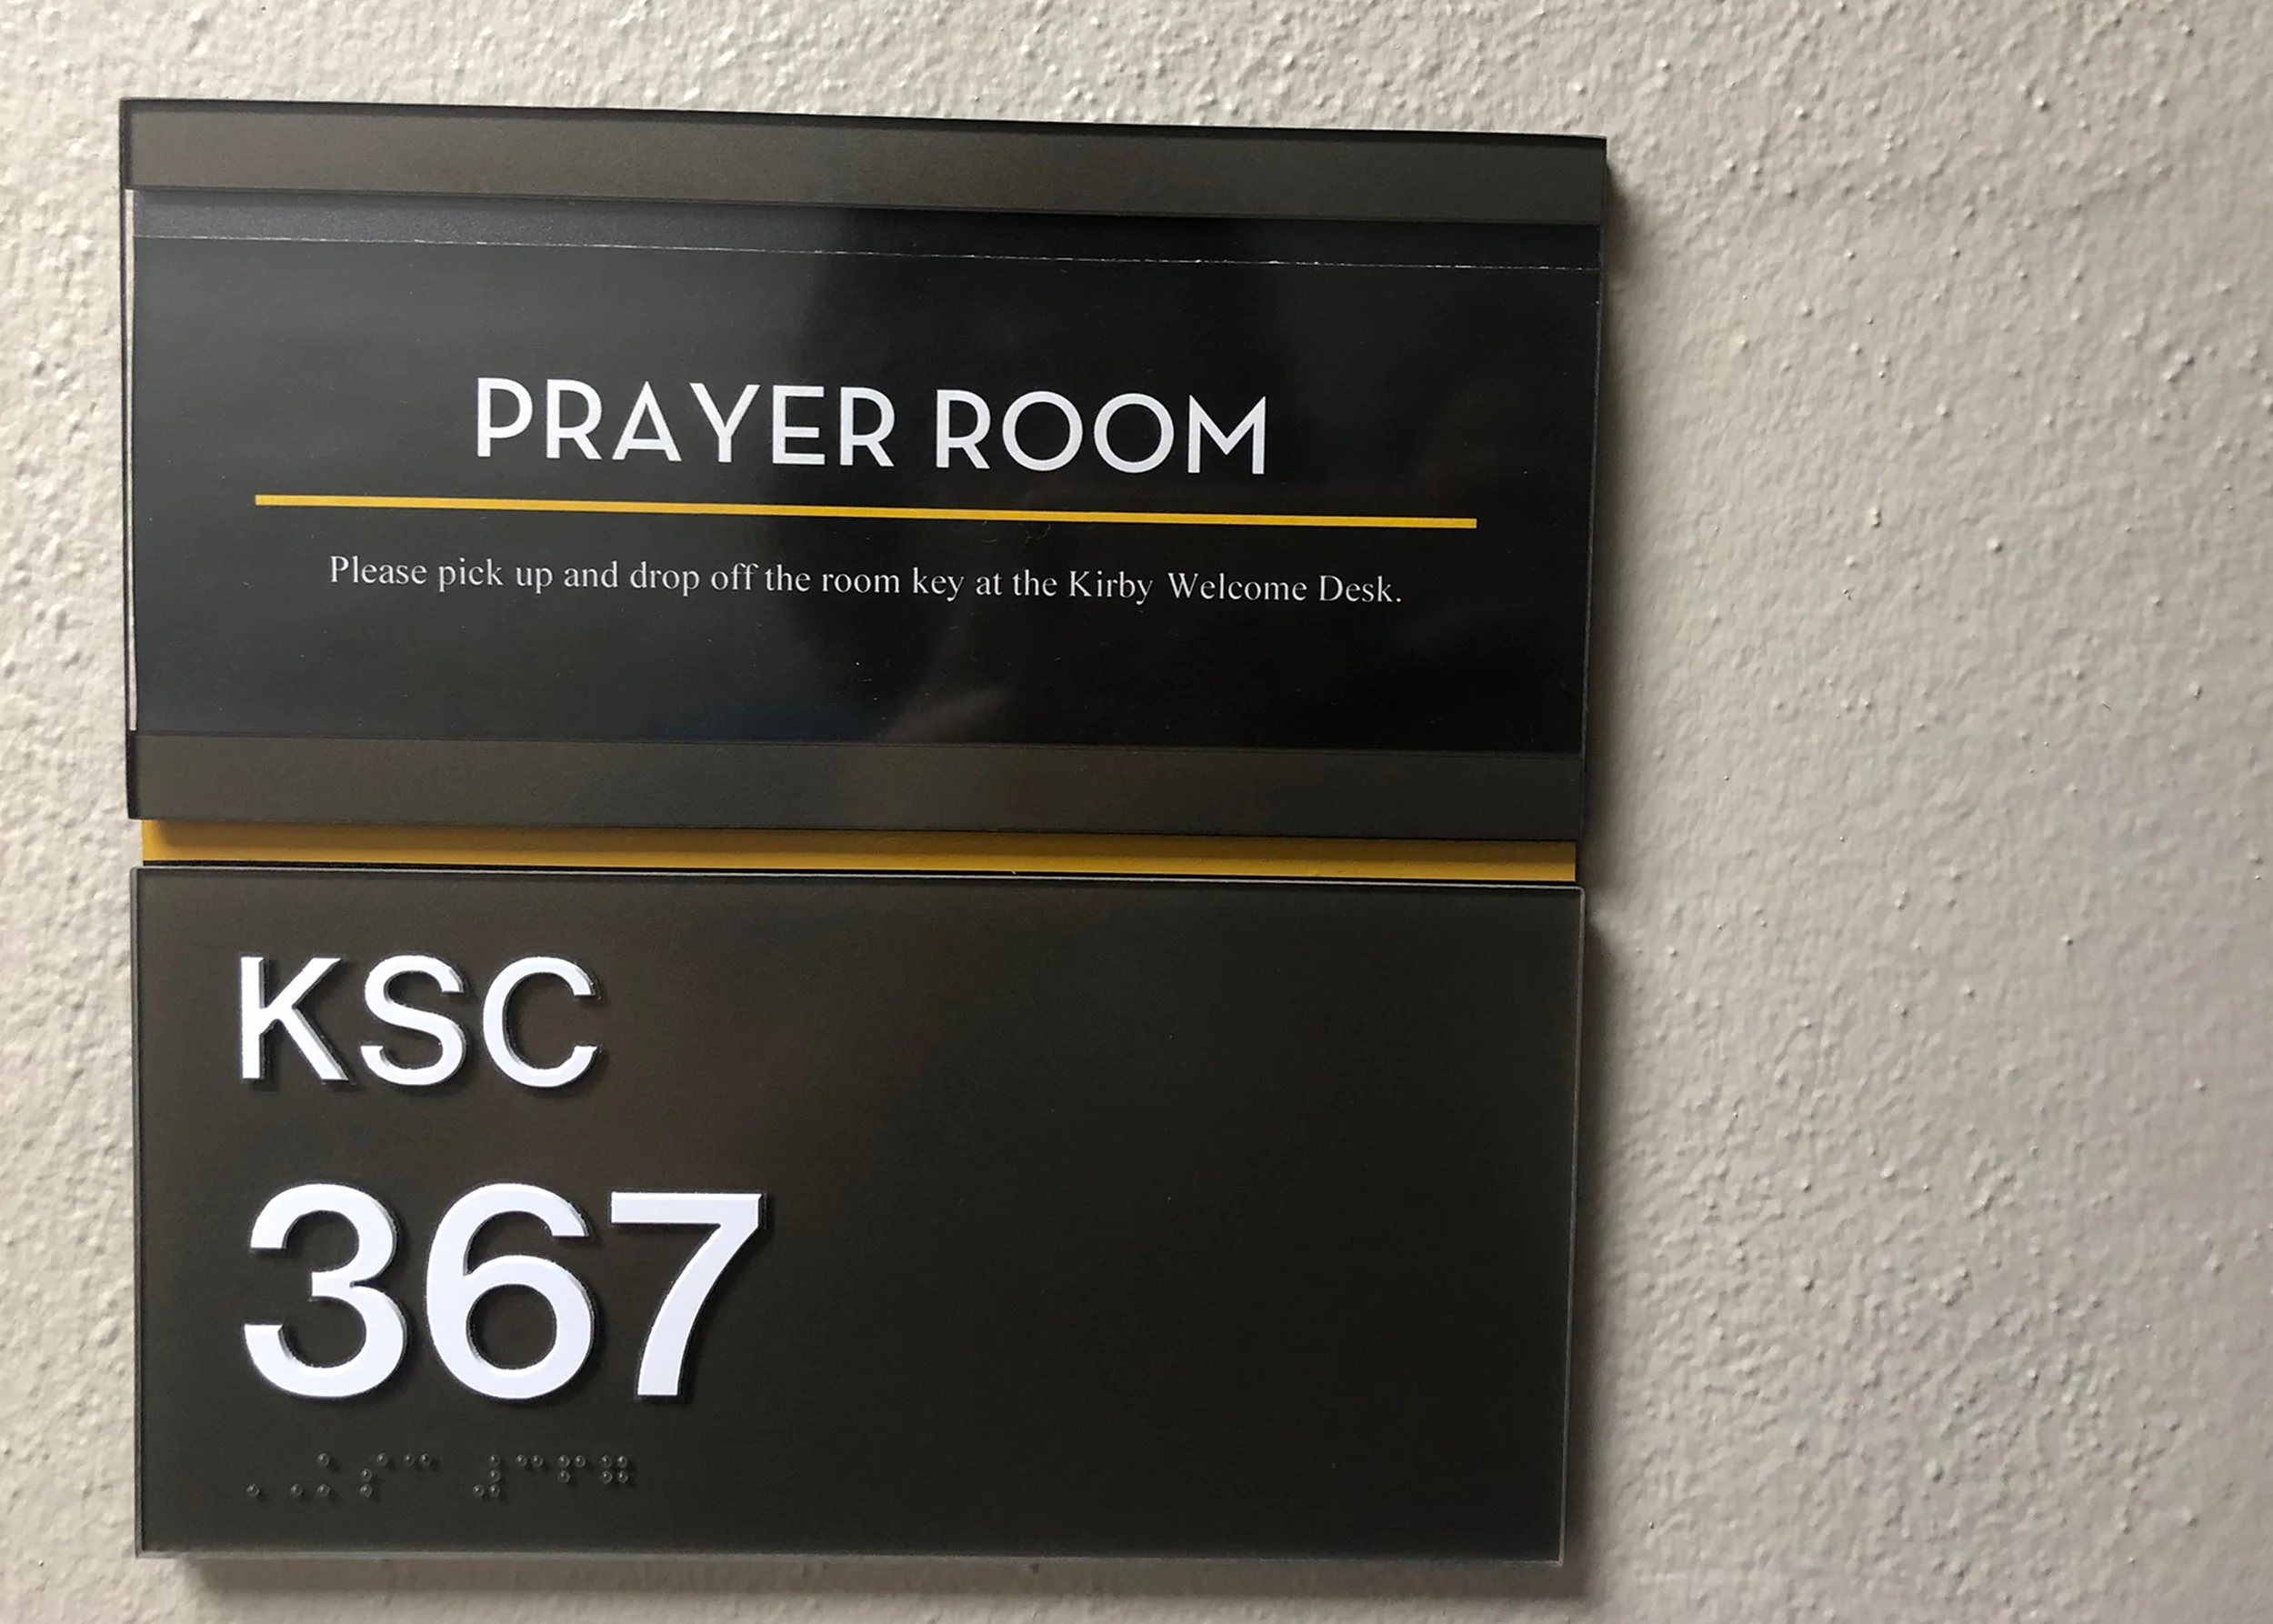 PRAYER ROOM
Please pick up and drop off the room key at the Kirby Welcome Desk.
KSC
367